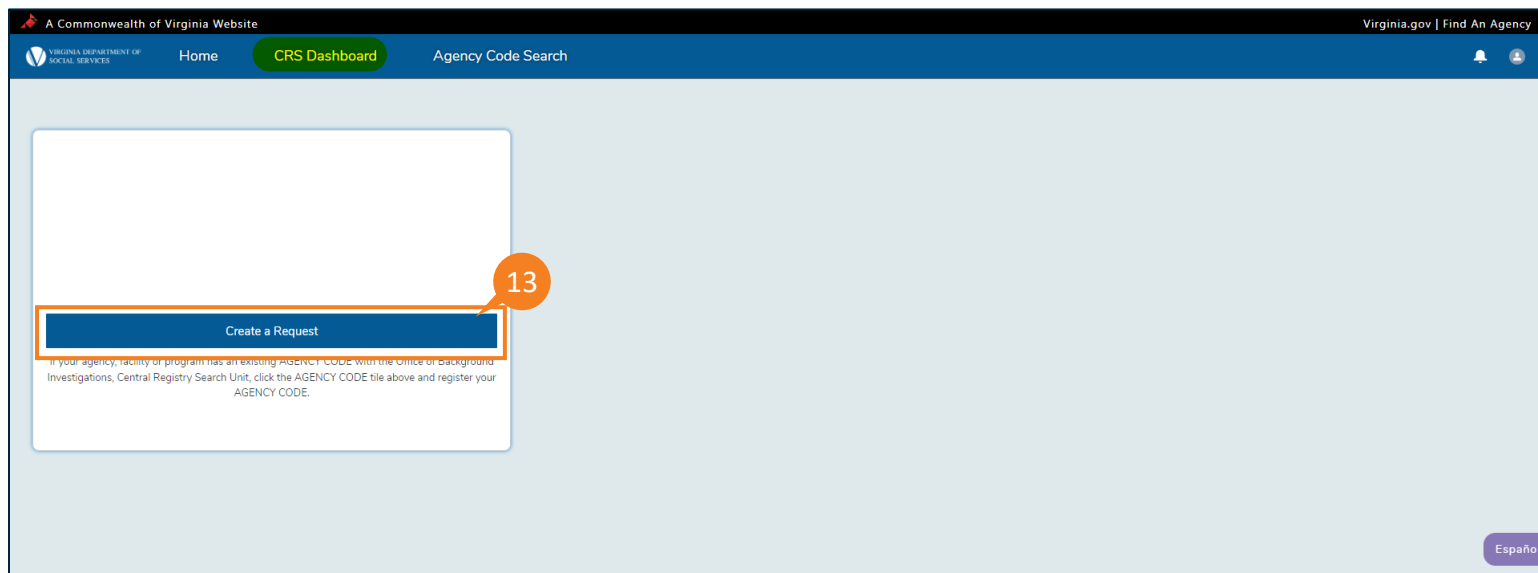 A Commonwealth of Virginia Website
Virginia.gov | Find An Agency
VIRGINIA DEPARTMENT OF
SOCIAL SERVICES
Home
CRS Dashboard
Agency Code Search
13
Create a Request
If your agency, facility or program has an existing AGENCY CODE with the Office of Background
Investigations, Central Registry Search Unit, click the AGENCY CODE tile above and register your
AGENCY CODE.
Españo